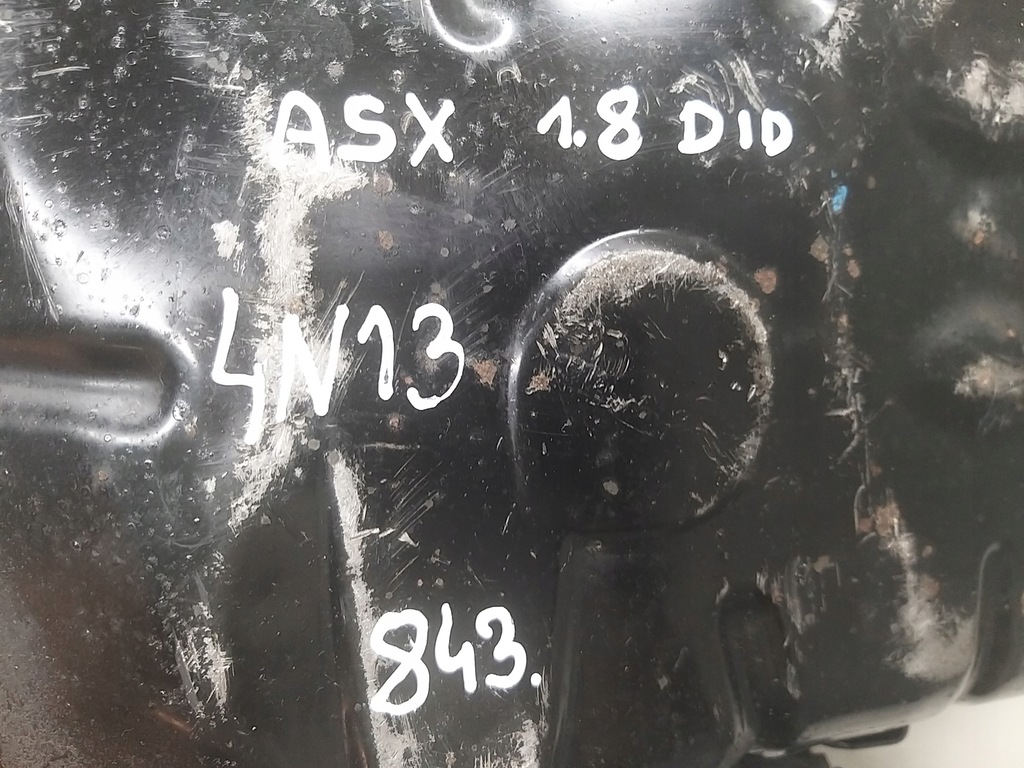 ASX 1.8 DID
4N13
843.